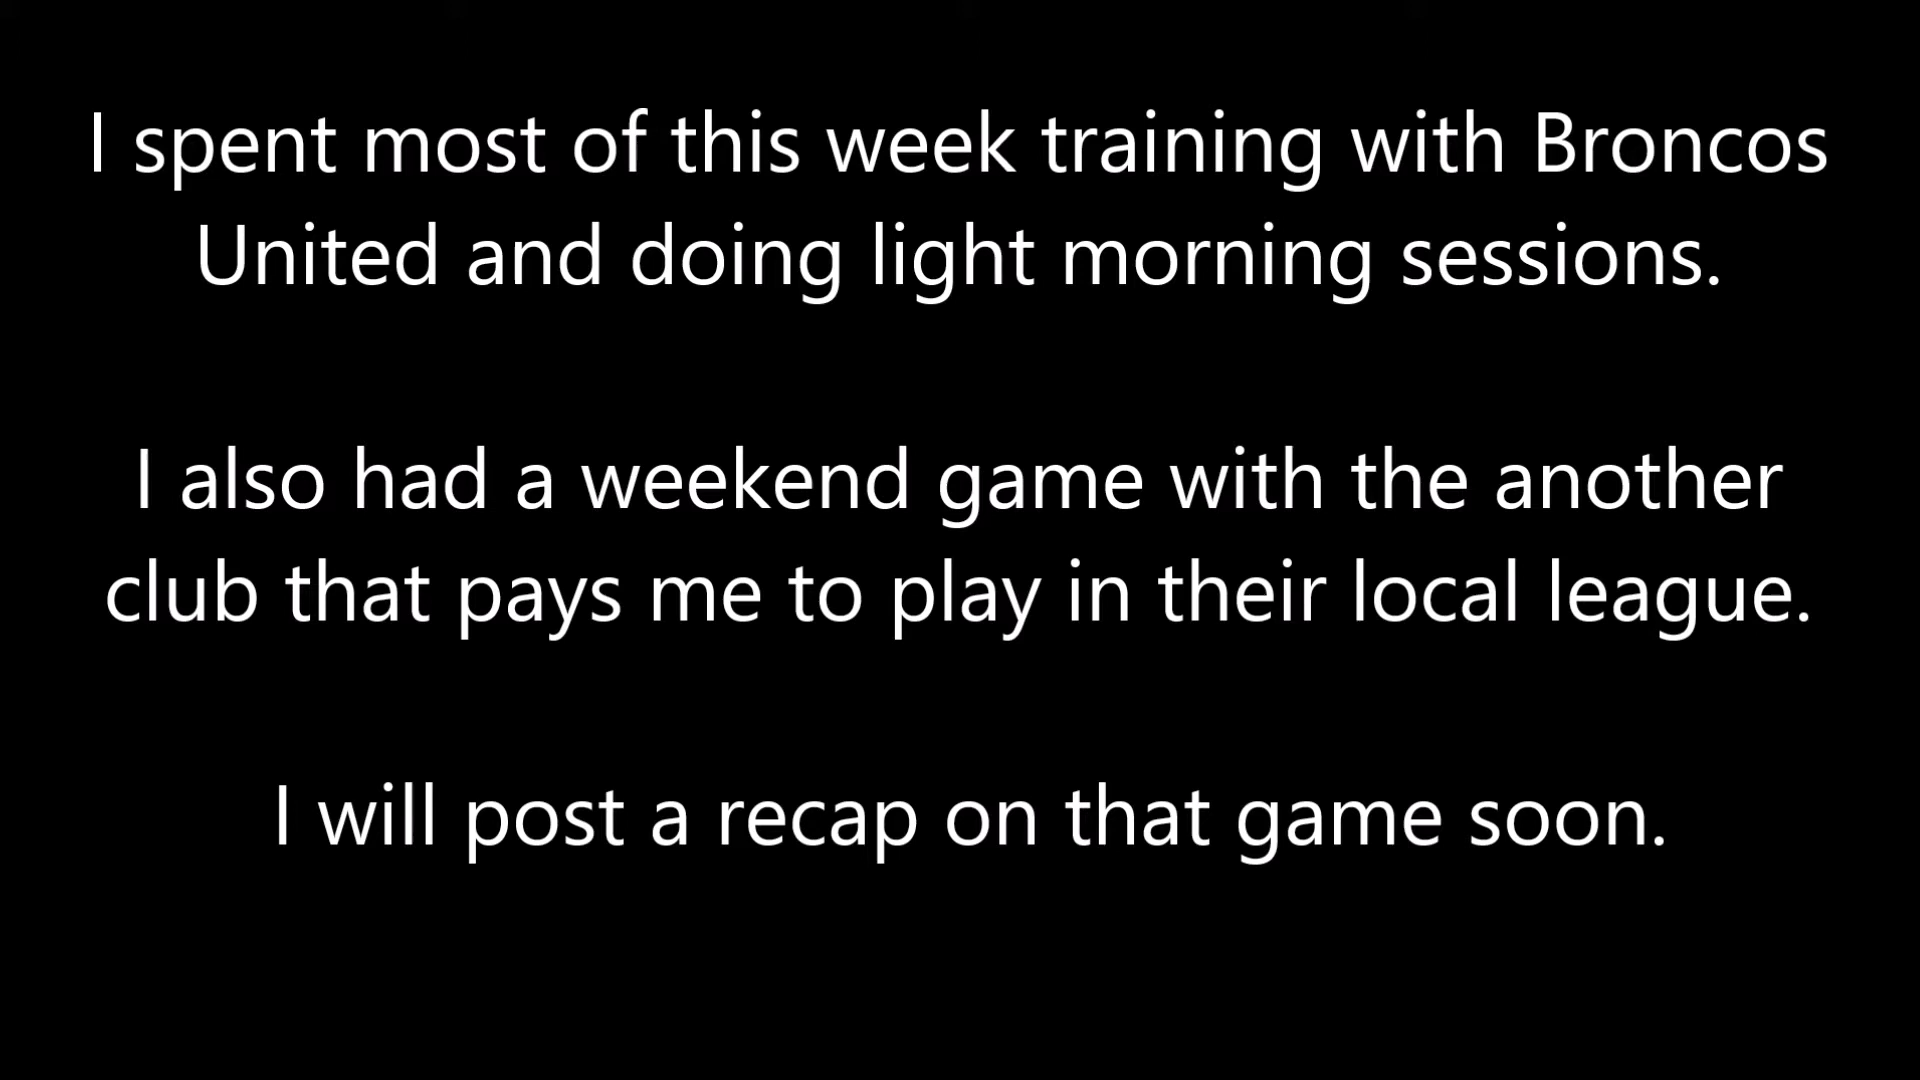 I spent most of this week training with Broncos
United and doing light morning sessions.
I also had a weekend game with the another
club that pays me to play in their local league.
I will post a recap on that game soon.